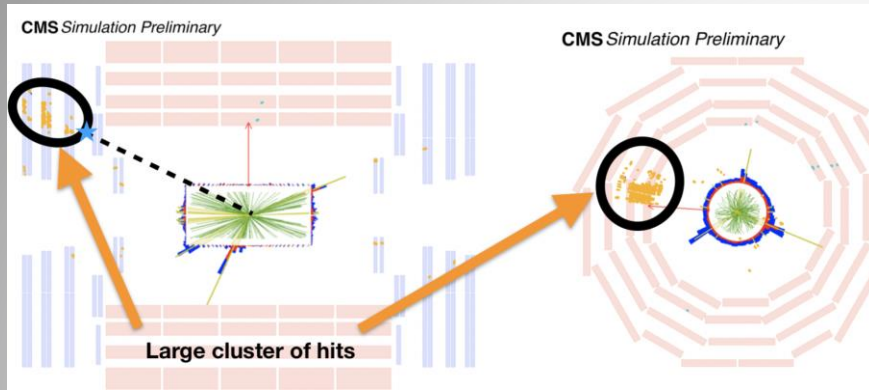 CMS Simulation Preliminary
CMS Simulation Preliminary
Large cluster of hits